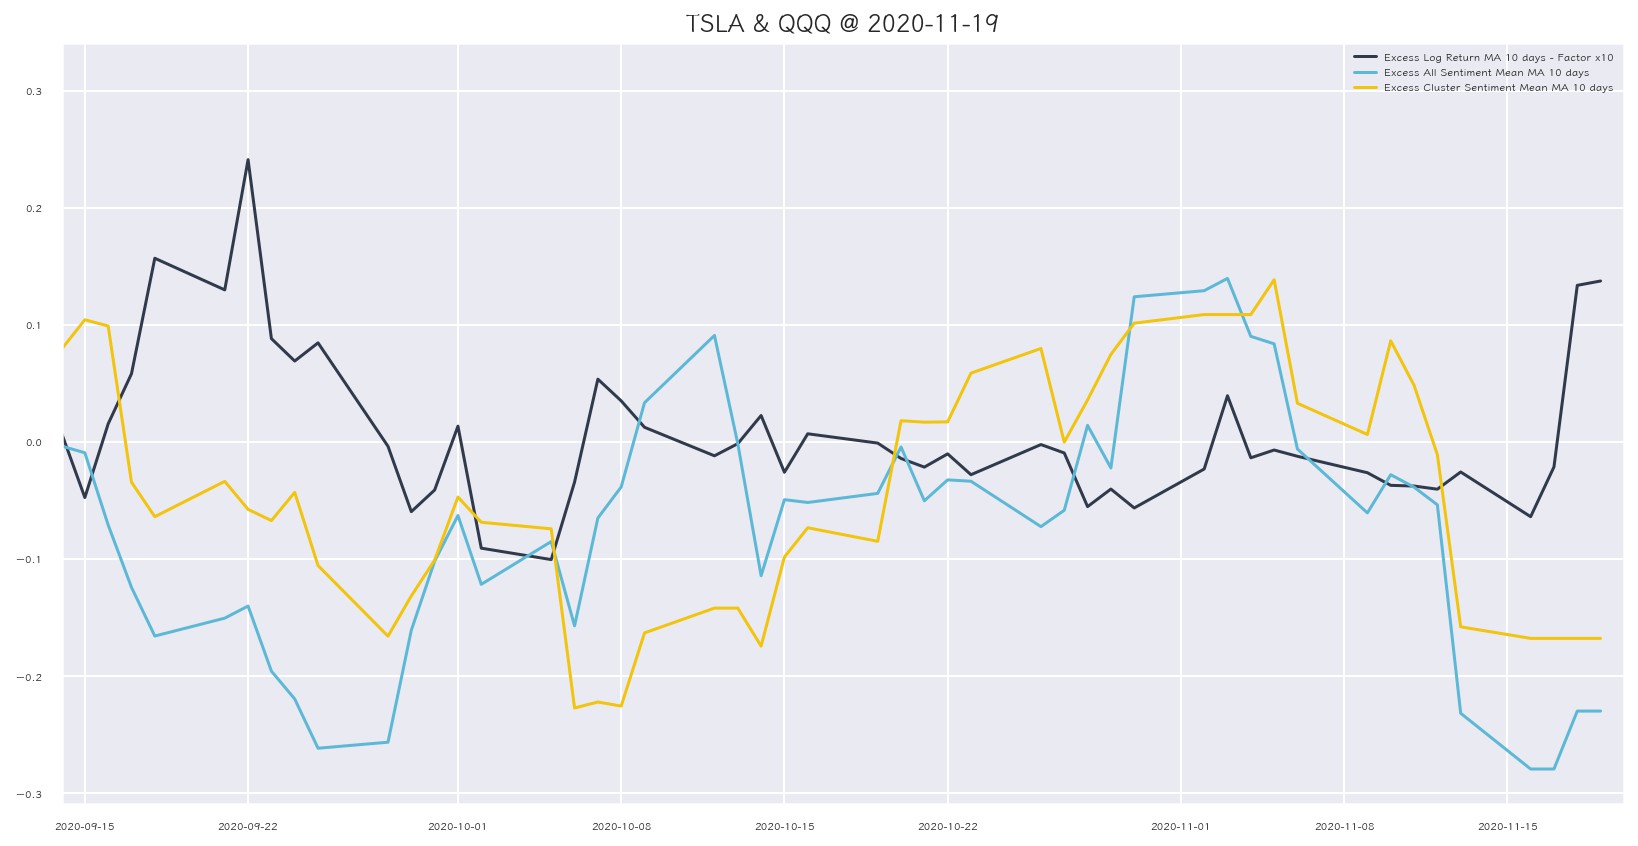 TSLA & QQQ @ 2020-11-19
Excess Log Return MA 10 days - Factor x10
Excess All Sentiment Mean MA 10 days
Excess Cluster Sentiment Mean MA 10 days
0.3
0.2
0.1
0.0
−0.1
−0.2
−0.3
2020-09-15 2020-09-22 2020-10-01 2020-10-08 2020-10-15 2020-10-22 2020-11-01 2020-11-08 2020-11-15